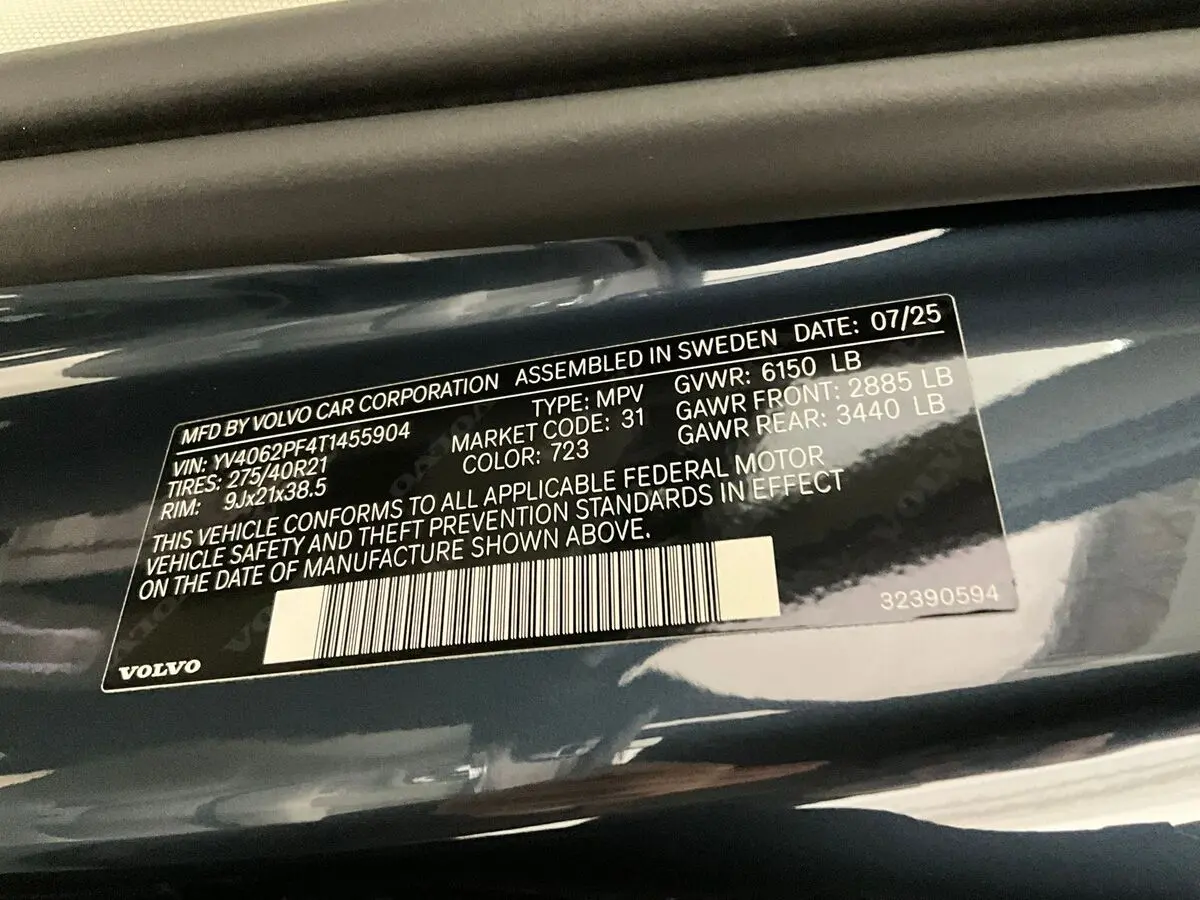 MFD BY VOLVO CAR CORPORATION ASSEMBLED IN SWEDEN DATE: 07/25
VIN: YV4062PF4T1455904 TYPE: MPV GVWR: 6150 LB
TIRES: 275/40R21 MARKET CODE: 31 GAWR FRONT: 2885 LB
RIM: 9Jx21x38.5 COLOR: 723 GAWR REAR: 3440 LB
THIS VEHICLE CONFORMS TO ALL APPLICABLE FEDERAL MOTOR
VEHICLE SAFETY AND THEFT PREVENTION STANDARDS IN EFFECT
ON THE DATE OF MANUFACTURE SHOWN ABOVE.
32390594
VOLVO